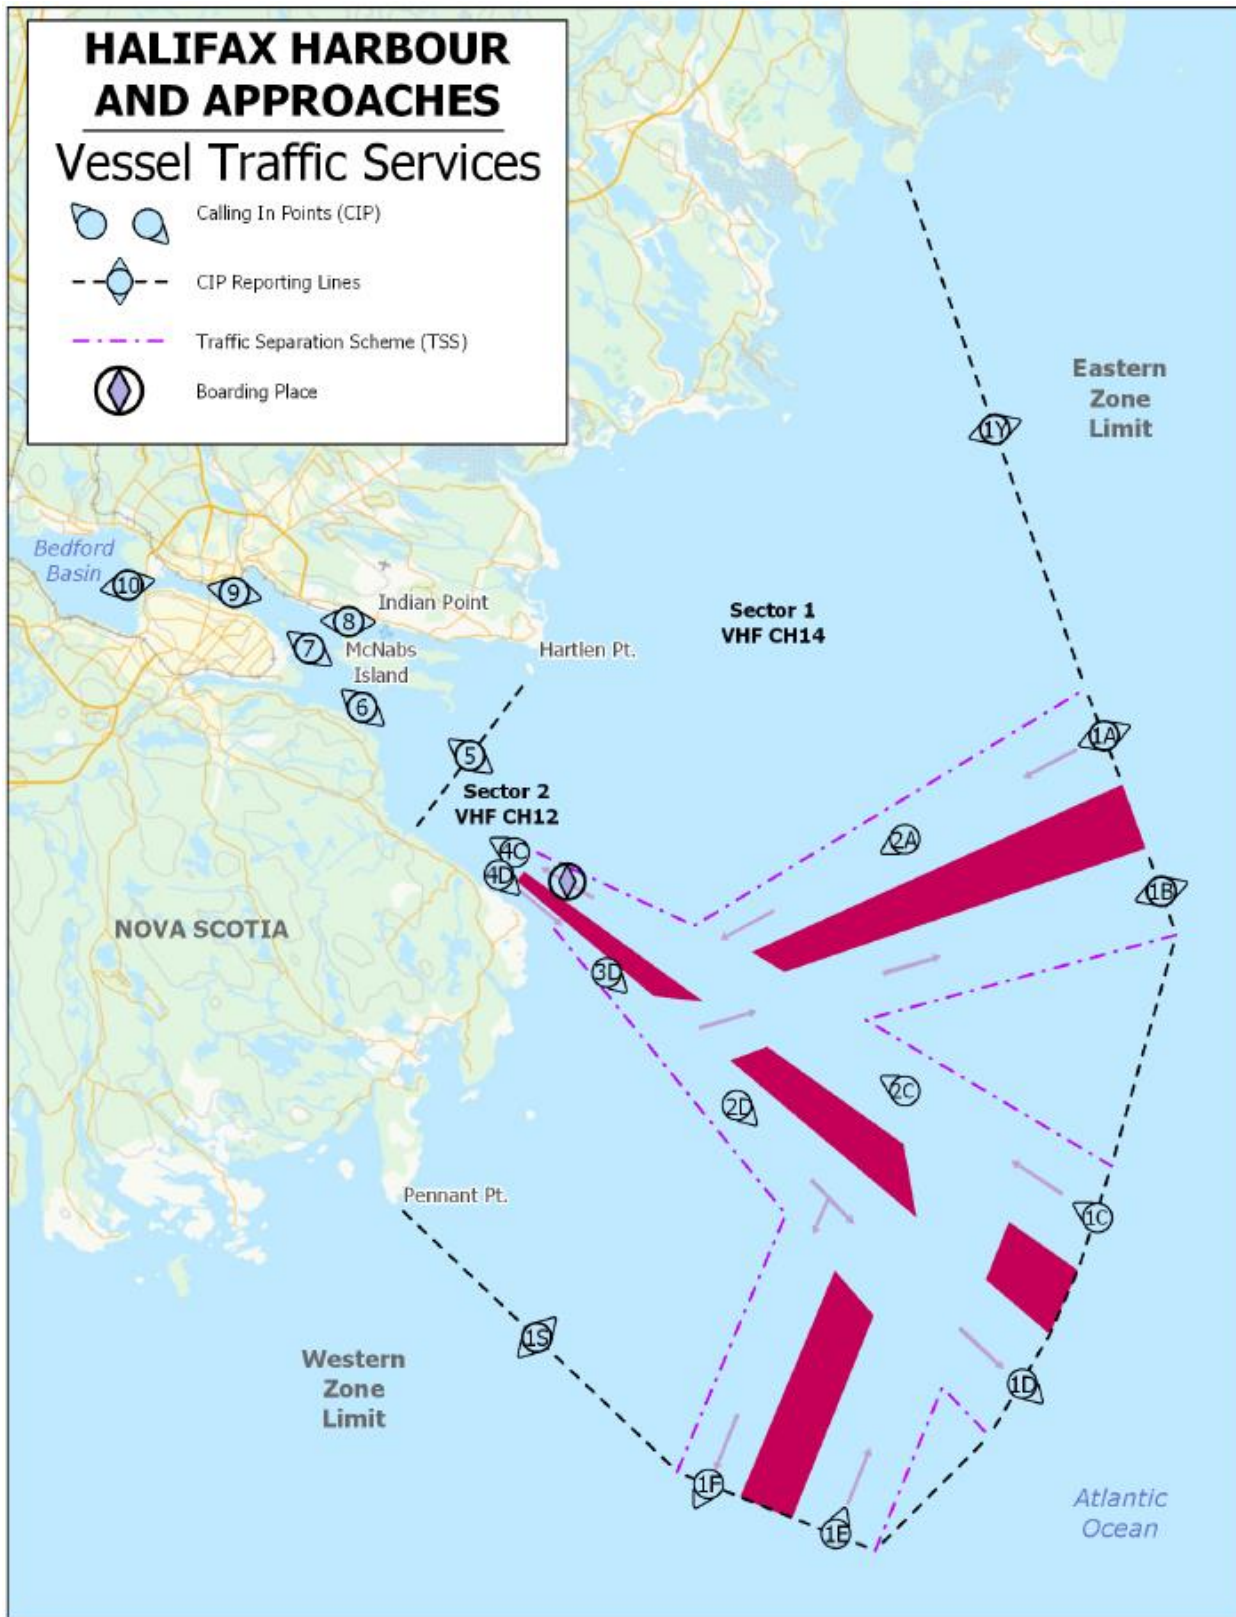 HALIFAX HARBOUR
AND APPROACHES
Vessel Traffic Services
Calling In Points (CIP)
CIP Reporting Lines
Traffic Separation Scheme (TSS)
Boarding Place
Eastern
Zone
Limit
1Y
Bedford
Basin
10
9
8
Indian Point
7
McNabs
Island
Hartlen Pt.
Sector 1
VHF CH14
6
5
1A
Sector 2
VHF CH12
4C
4D
2A
1B
NOVA SCOTIA
3D
2C
2D
Pennant Pt.
1C
1S
Western
Zone
Limit
1D
1F
1E
Atlantic
Ocean